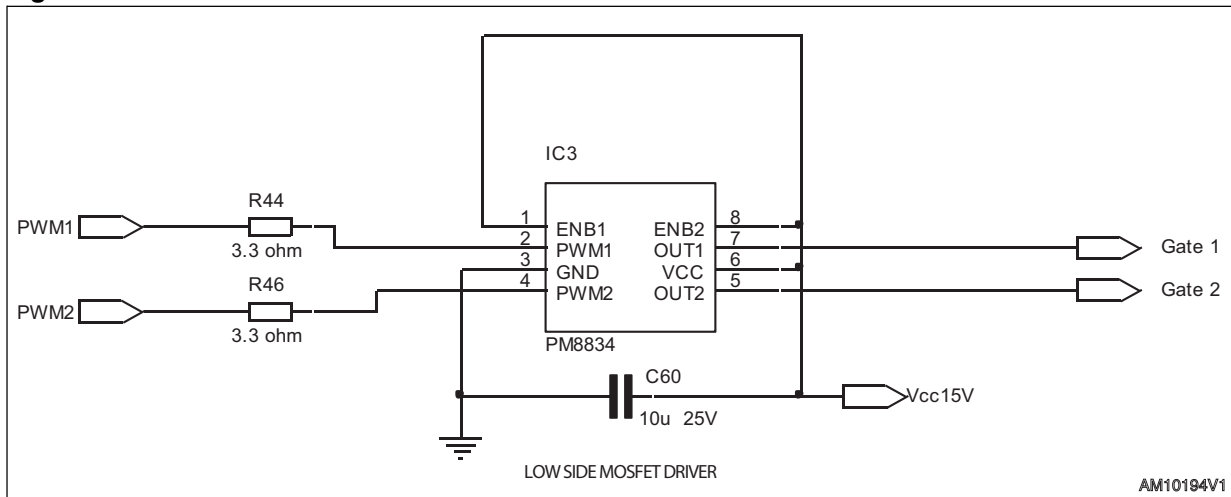 IC3
R44
PWM1
3.3 ohm
R46
PWM2
3.3 ohm
1 ENB1 ENB2 8
2 PWM1 OUT1 7
3 GND VCC 6
4 PWM2 OUT2 5
Gate 1
Gate 2
PM8834
C60
10u 25V
Vcc15V
LOW SIDE MOSFET DRIVER
AM10194V1